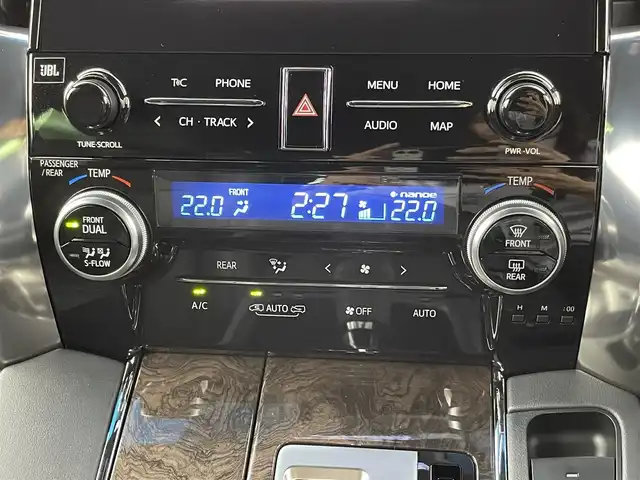 JBL
T·C PHONE
MENU HOME
CH · TRACK
AUDIO MAP
TUNE·SCROLL
PWR·VOL
PASSENGER
/REAR
TEMP
TEMP
FRONT
nanoe
22.0 2:27 22.0
FRONT
DUAL
S-FLOW
FRONT
REAR
REAR
A/C
AUTO
OFF
AUTO
H M :00